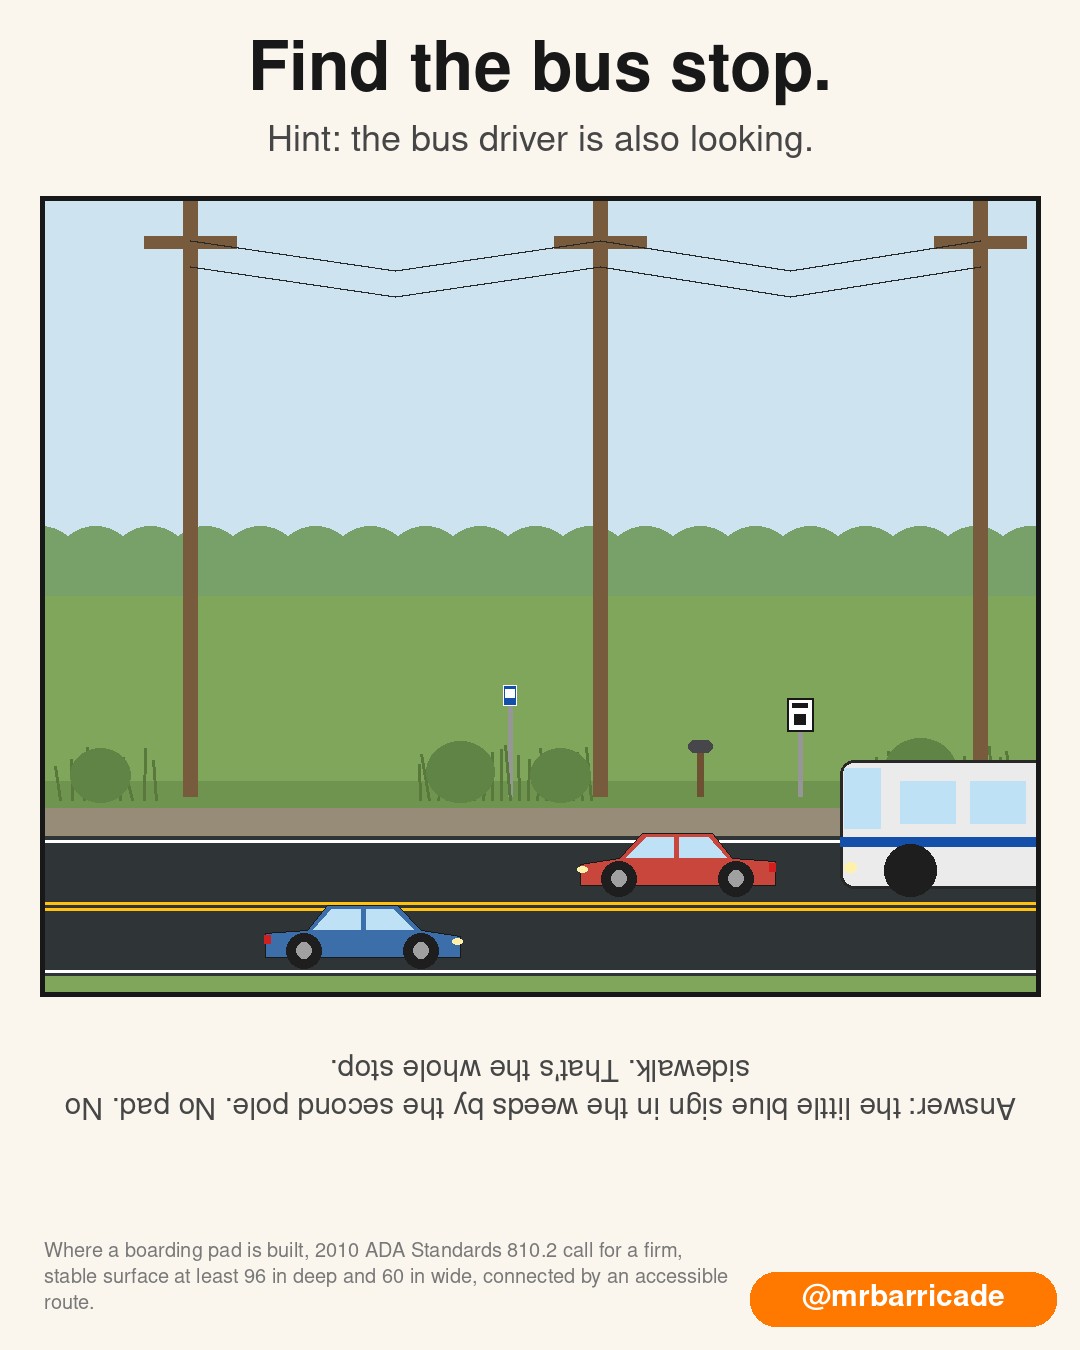 Find the bus stop.
Hint: the bus driver is also looking.
Answer: the little blue sign in the weeds by the second pole. No pad. No
sidewalk. That's the whole stop.
Where a boarding pad is built, 2010 ADA Standards 810.2 call for a firm,
stable surface at least 96 in deep and 60 in wide, connected by an accessible
route.
@mrbarricade